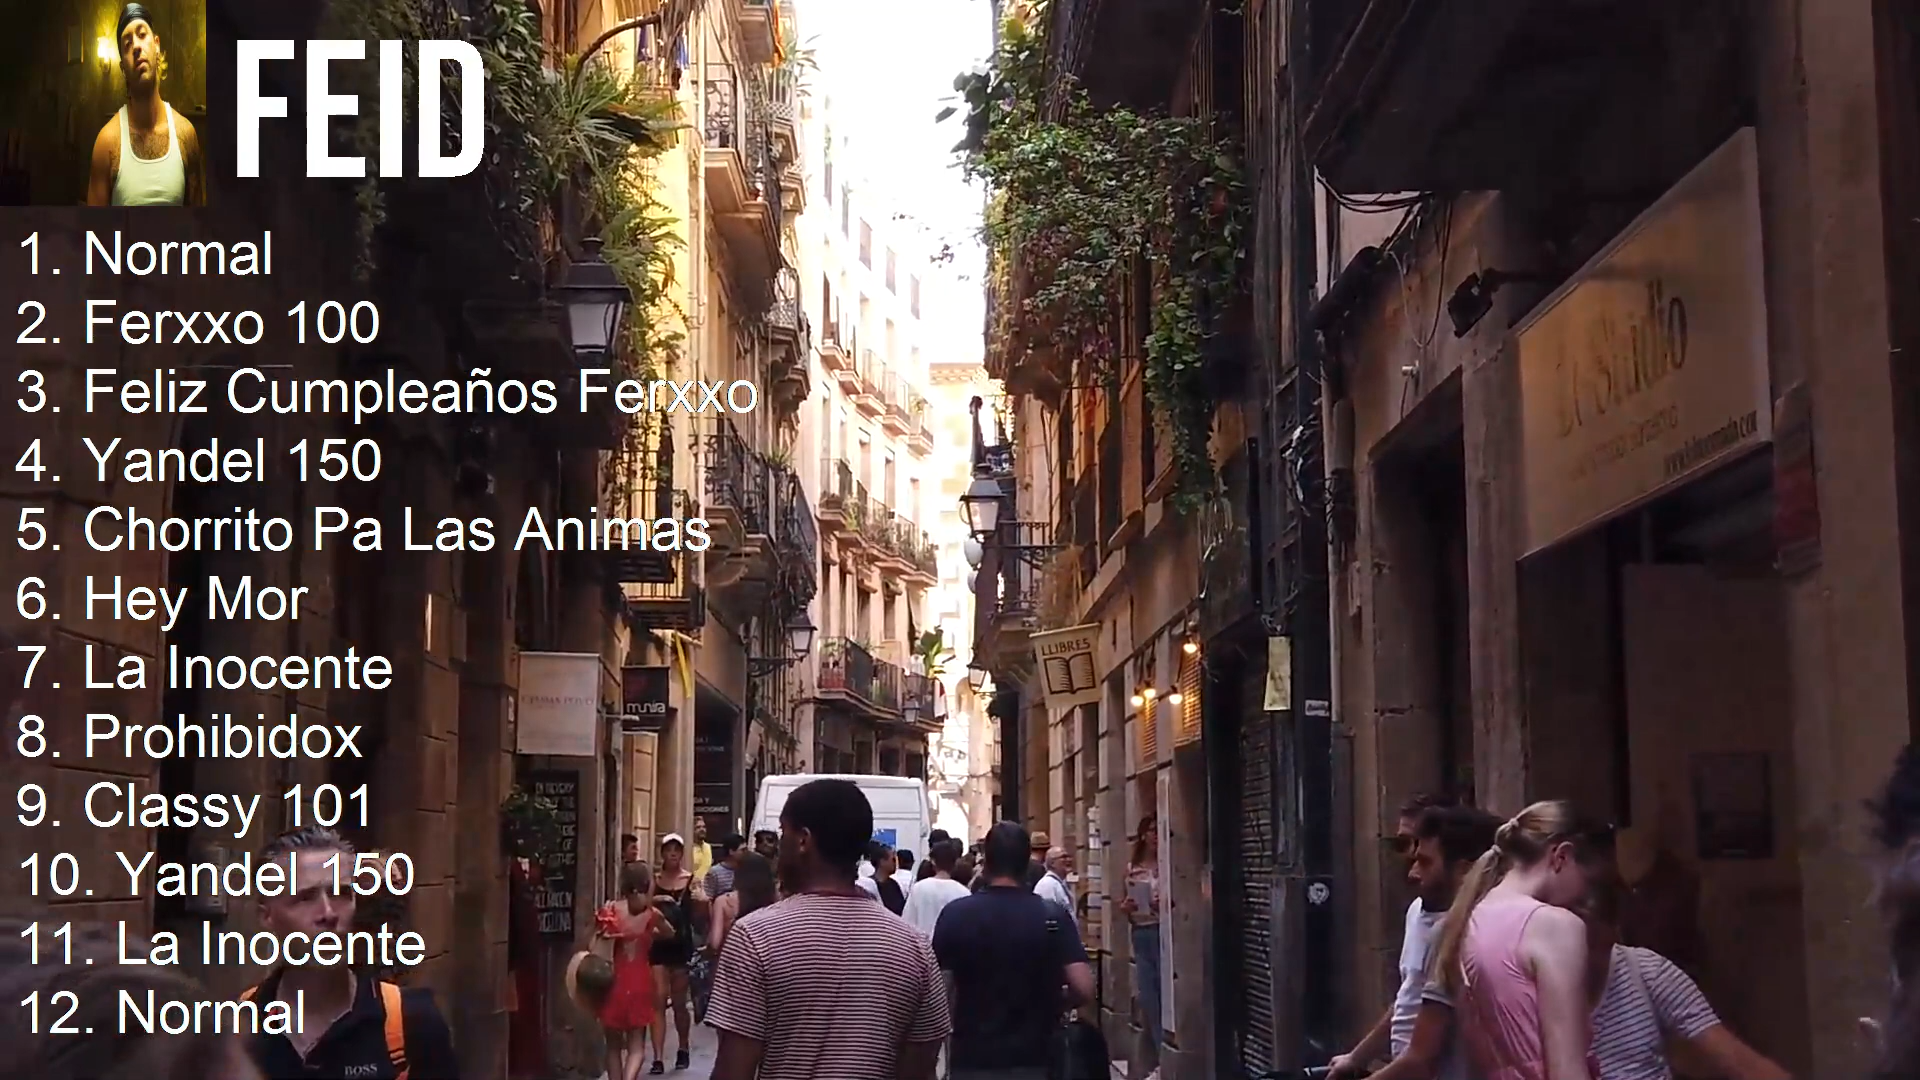 FEID
1. Normal
2. Ferxxo 100
3. Feliz Cumpleaños Ferxxo
4. Yandel 150
5. Chorrito Pa Las Animas
6. Hey Mor
7. La Inocente
8. Prohibidox
9. Classy 101
10. Yandel 150
11. La Inocente
12. Normal
LLIBRES
munira
BOSS